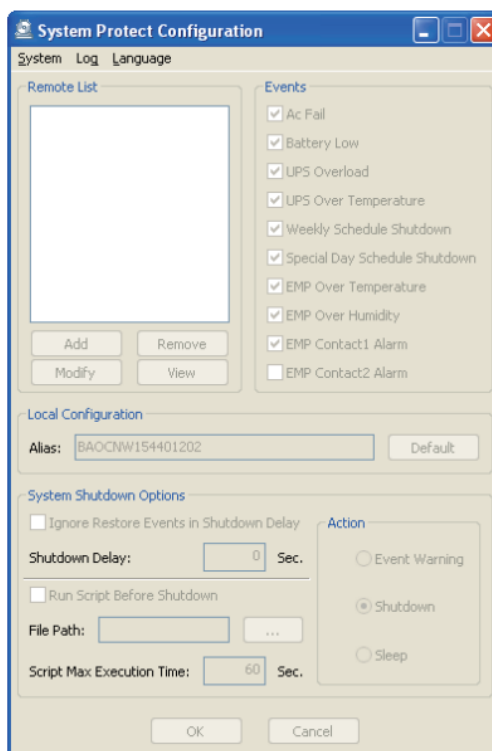 System Protect Configuration
System Log Language
Remote List
Add Remove
Modify View
Events
Ac Fail
Battery Low
UPS Overload
UPS Over Temperature
Weekly Schedule Shutdown
Special Day Schedule Shutdown
EMP Over Temperature
EMP Over Humidity
EMP Contact1 Alarm
EMP Contact2 Alarm
Local Configuration
Alias: BAOCNW154401202 Default
System Shutdown Options
Ignore Restore Events in Shutdown Delay
Shutdown Delay: 0 Sec.
Run Script Before Shutdown
File Path: ...
Script Max Execution Time: 60 Sec.
Action
Event Warning
Shutdown
Sleep
OK Cancel